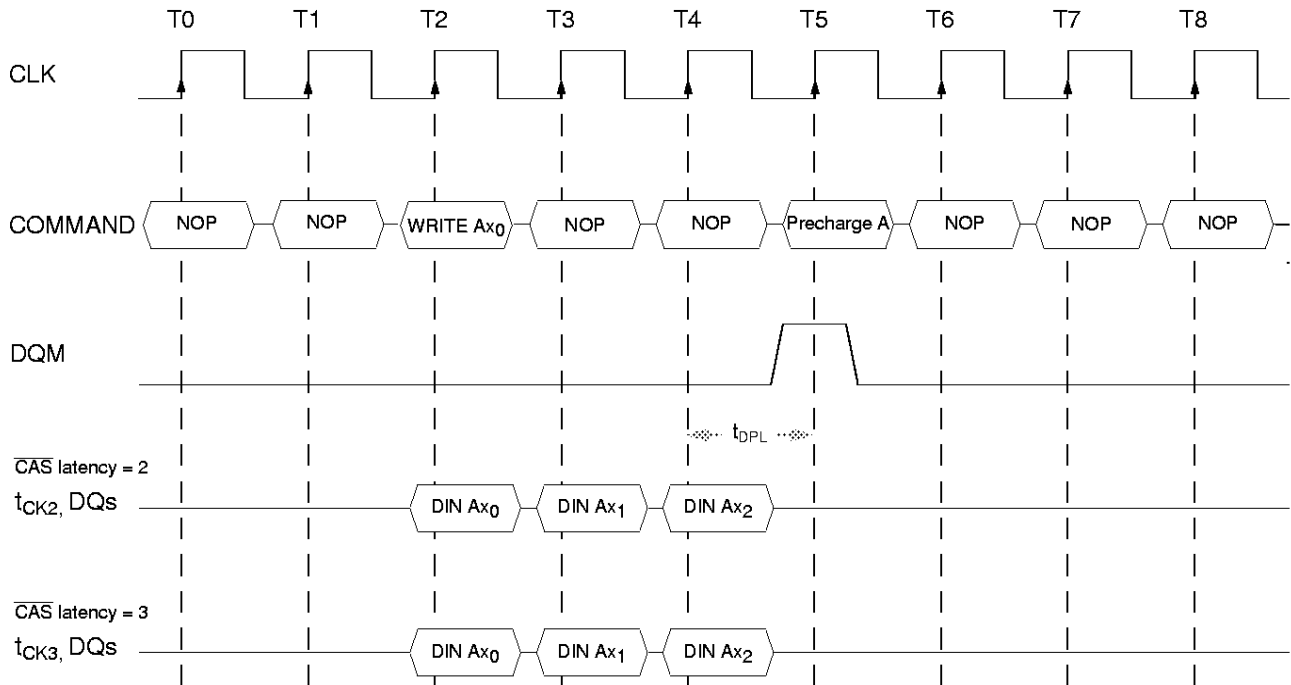 T0 T1 T2 T3 T4 T5 T6 T7 T8
CLK
COMMAND NOP NOP WRITE Ax0 NOP NOP Precharge A NOP NOP NOP
DQM
tDPL
CAS latency = 2
tCK2, DQs DIN Ax0 DIN Ax1 DIN Ax2
CAS latency = 3
tCK3, DQs DIN Ax0 DIN Ax1 DIN Ax2